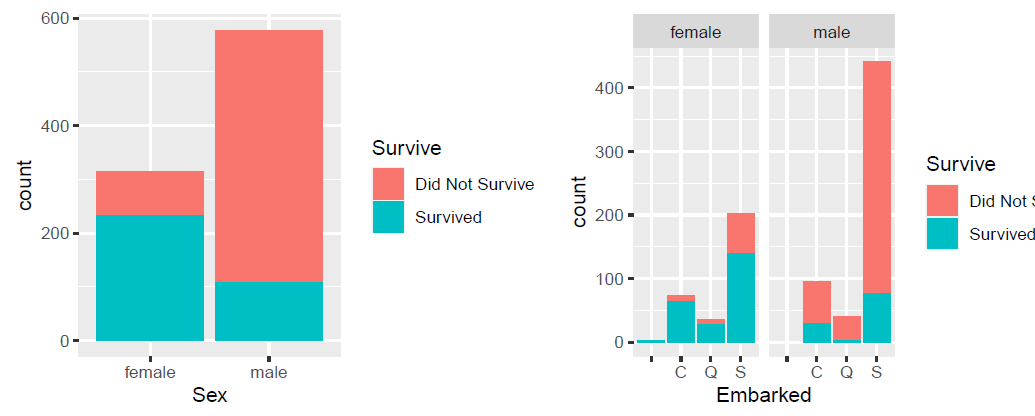 count
600
400
200
0
female
male
Sex
Survive
Did Not Survive
Survived
female
male
count
400
300
200
100
0
C
Q
S
C
Q
S
Embarked
Survive
Did Not S
Survived